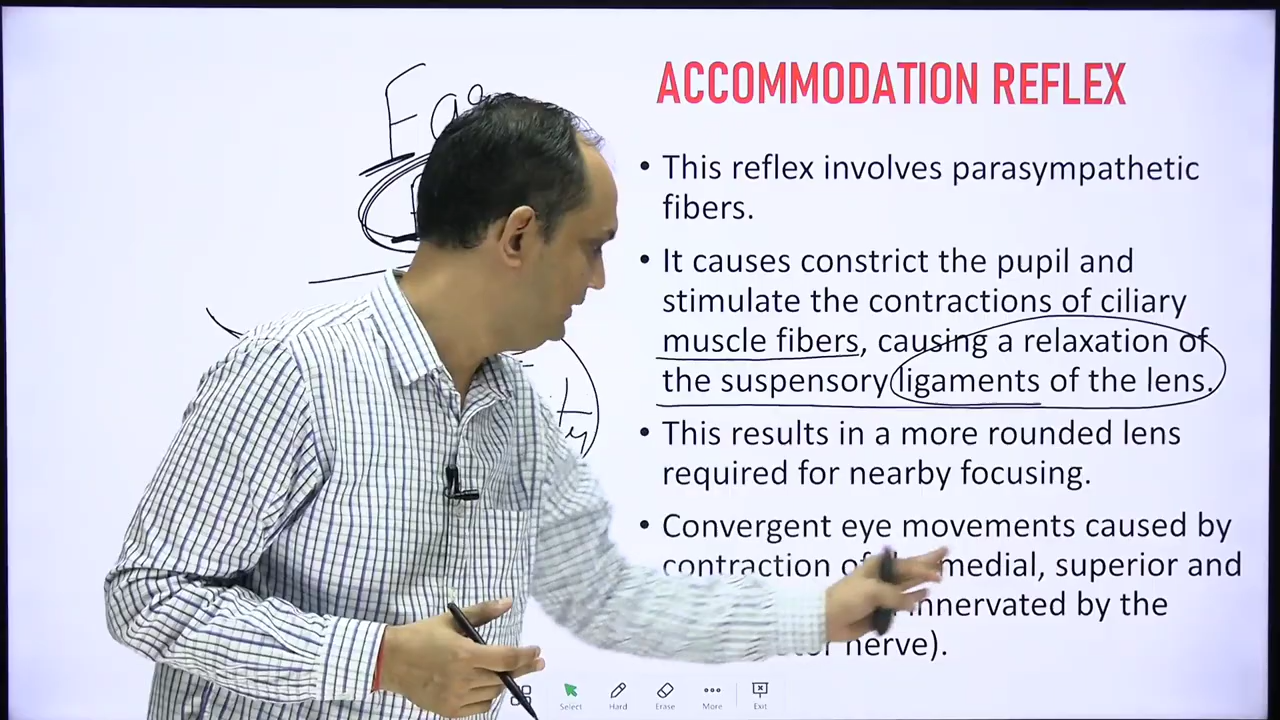 ACCOMMODATION REFLEX
• This reflex involves parasympathetic
fibers.
• It causes constrict the pupil and
stimulate the contractions of ciliary
muscle fibers, causing a relaxation of
the suspensory ligaments of the lens.
• This results in a more rounded lens
required for nearby focusing.
• Convergent eye movements caused by
contraction of medial, superior and
innervated by the
nerve).
Select Hard Erase More Exit